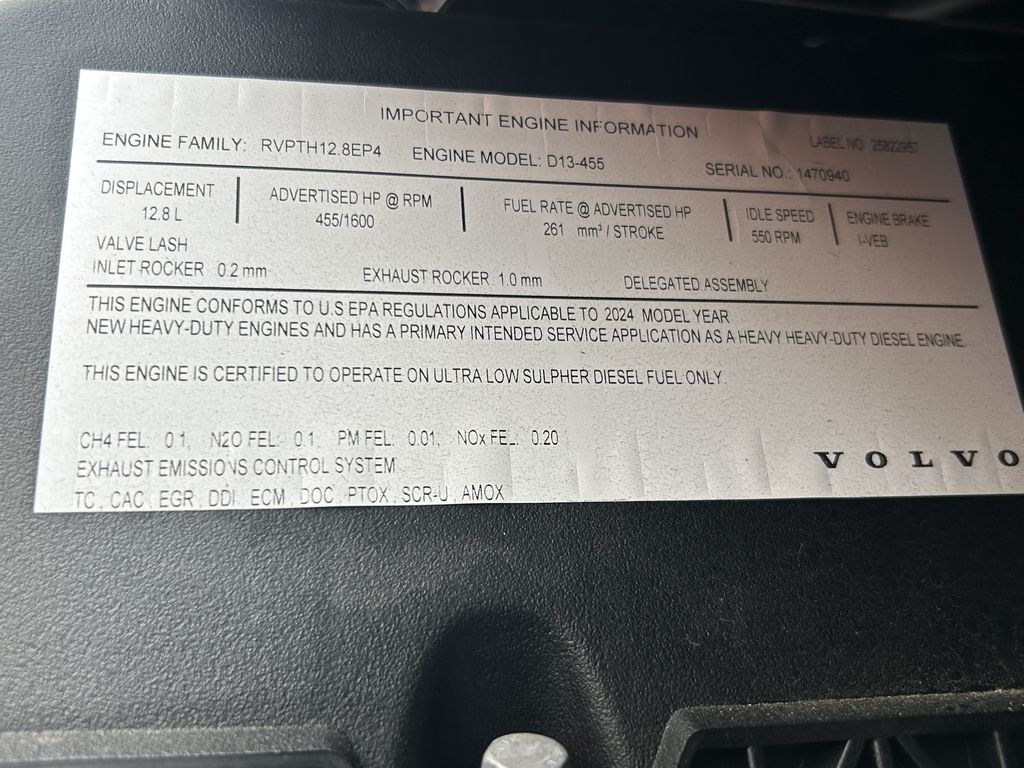 IMPORTANT ENGINE INFORMATION
LABEL NO 25822957
ENGINE FAMILY: RVPTH12.8EP4 ENGINE MODEL: D13-455 SERIAL NO.: 1470940
DISPLACEMENT ADVERTISED HP @ RPM FUEL RATE @ ADVERTISED HP IDLE SPEED ENGINE BRAKE
12.8 L 455/1600 261 mm³ / STROKE 550 RPM I-VEB
VALVE LASH
INLET ROCKER 0.2 mm EXHAUST ROCKER 1.0 mm DELEGATED ASSEMBLY
THIS ENGINE CONFORMS TO U.S EPA REGULATIONS APPLICABLE TO 2024 MODEL YEAR
NEW HEAVY-DUTY ENGINES AND HAS A PRIMARY INTENDED SERVICE APPLICATION AS A HEAVY HEAVY-DUTY DIESEL ENGINE.
THIS ENGINE IS CERTIFIED TO OPERATE ON ULTRA LOW SULPHER DIESEL FUEL ONLY.
CH4 FEL: 0.1, N2O FEL: 0.1 PM FEL: 0.01, NOx FEL: 0.20
EXHAUST EMISSIONS CONTROL SYSTEM
TC, CAC, EGR, DDI, ECM, DOC, PTOX, SCR-U, AMOX
VOLVO